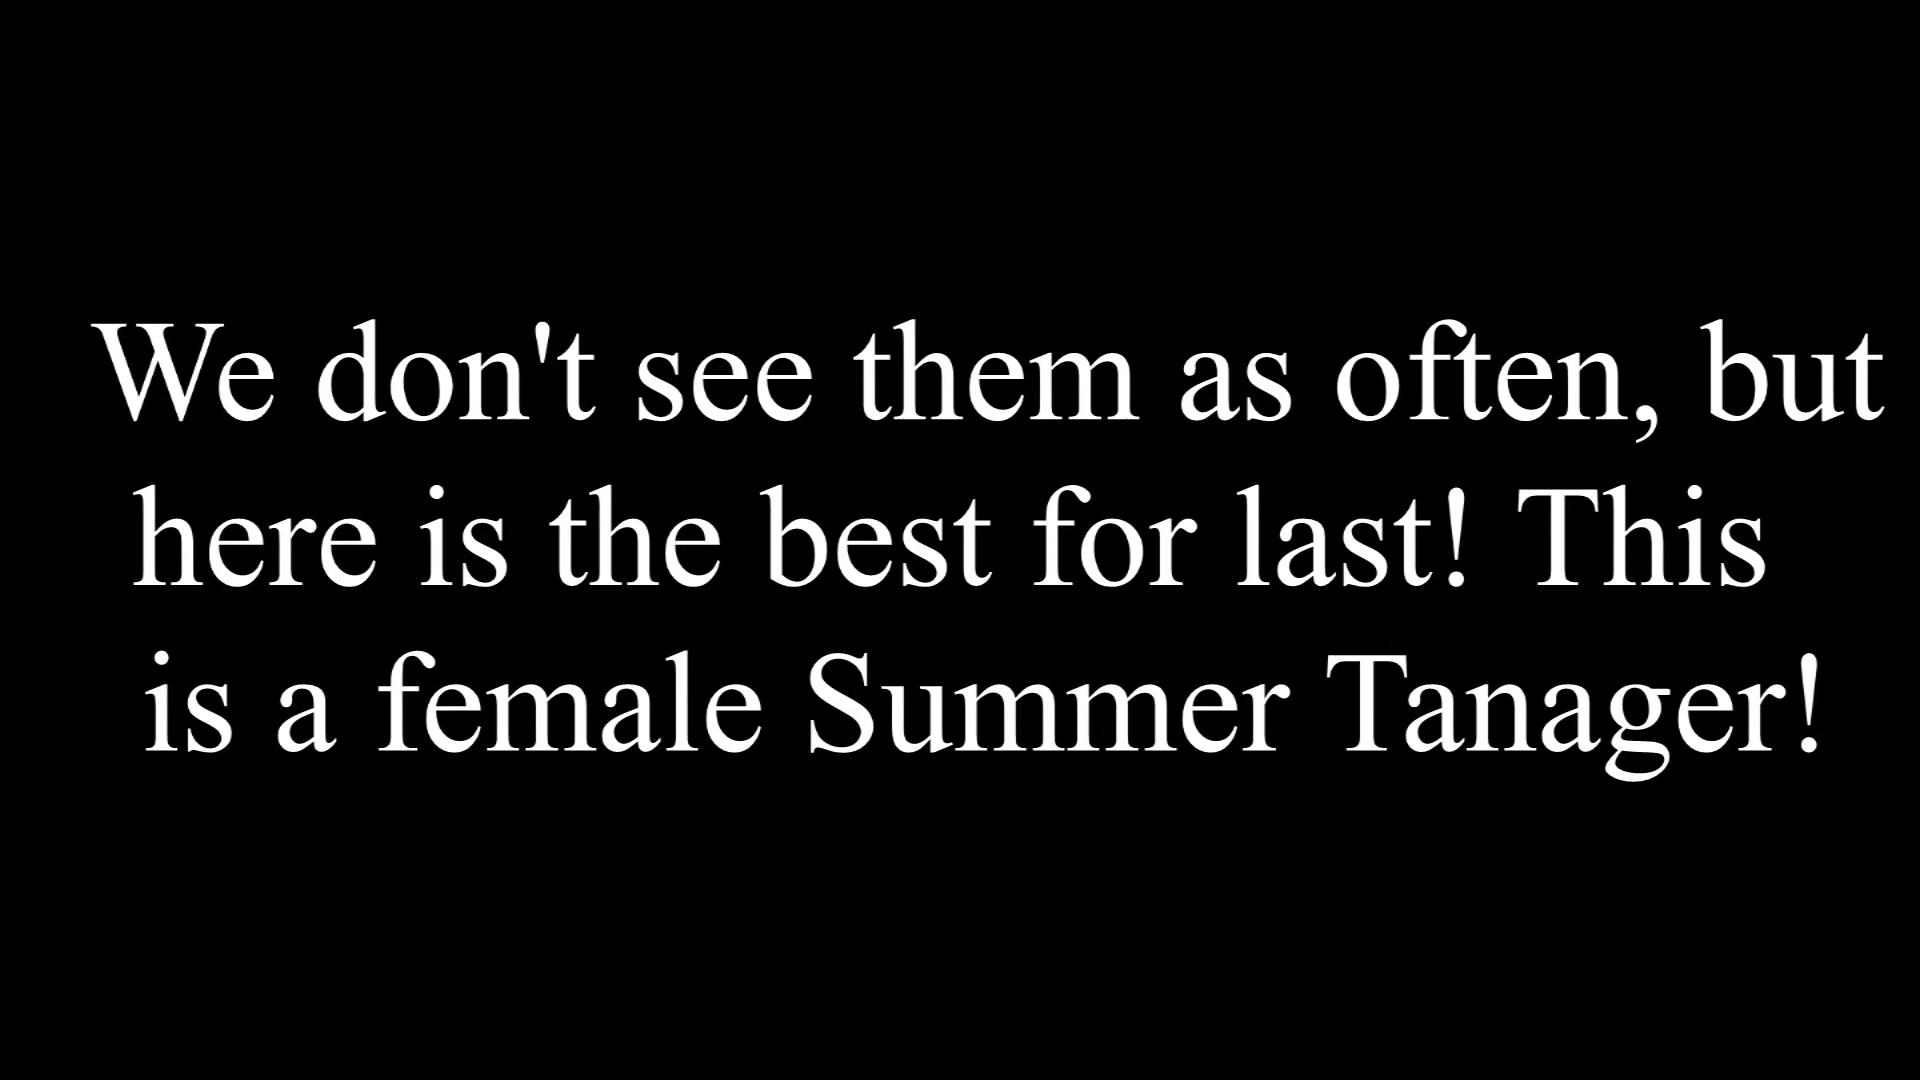 We don't see them as often, but
here is the best for last! This
is a female Summer Tanager!